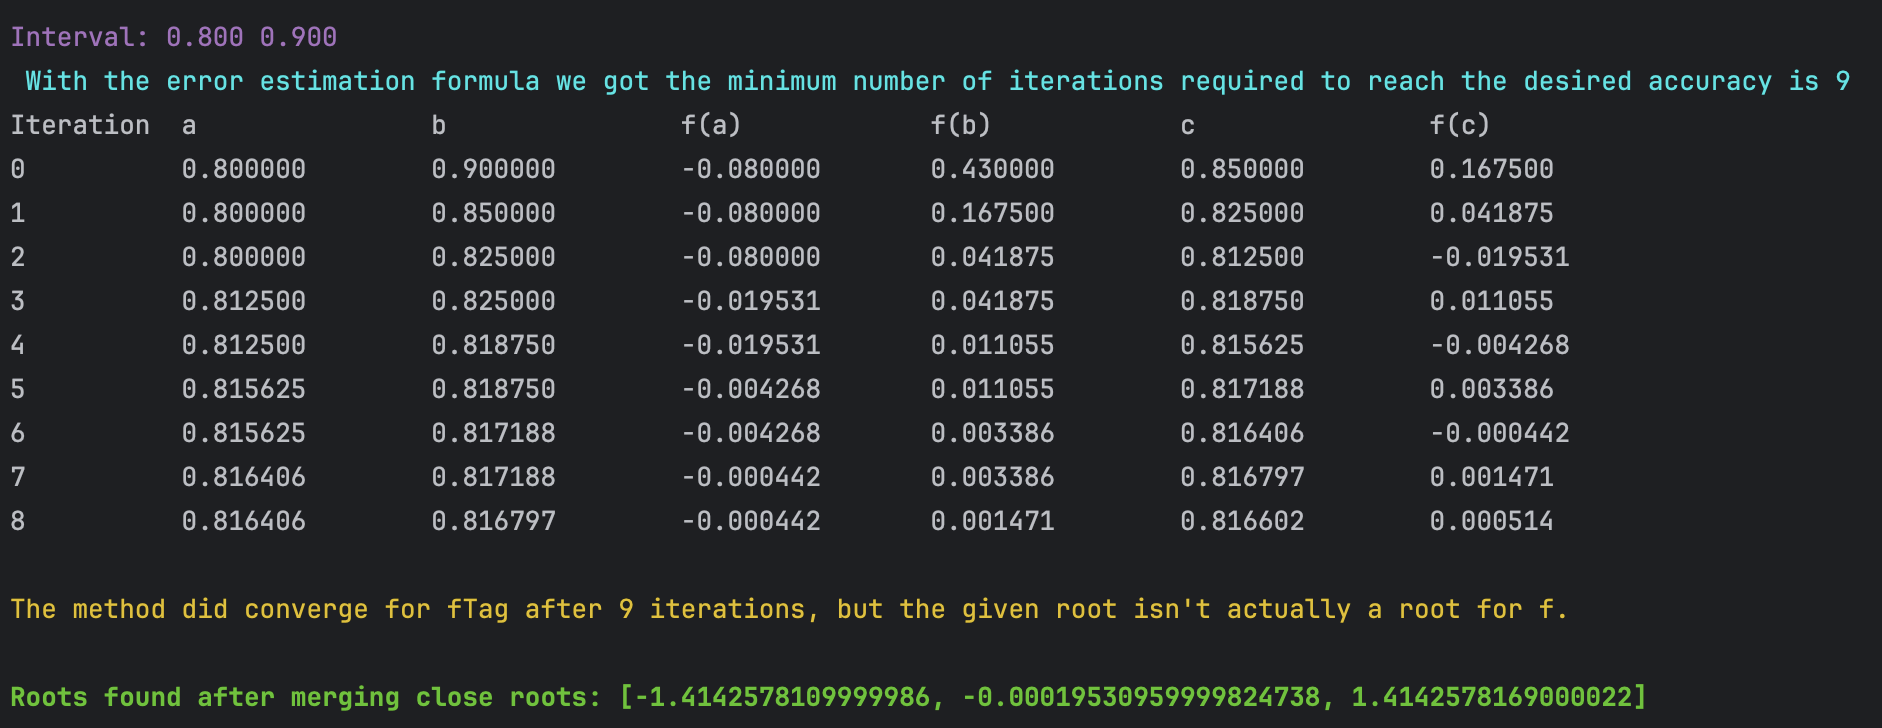 Interval: 0.800 0.900
With the error estimation formula we got the minimum number of iterations required to reach the desired accuracy is 9
Iteration a b f(a) f(b) c f(c)
0 0.800000 0.900000 -0.080000 0.430000 0.850000 0.167500
1 0.800000 0.850000 -0.080000 0.167500 0.825000 0.041875
2 0.800000 0.825000 -0.080000 0.041875 0.812500 -0.019531
3 0.812500 0.825000 -0.019531 0.041875 0.818750 0.011055
4 0.812500 0.818750 -0.019531 0.011055 0.815625 -0.004268
5 0.815625 0.818750 -0.004268 0.011055 0.817188 0.003386
6 0.815625 0.817188 -0.004268 0.003386 0.816406 -0.000442
7 0.816406 0.817188 -0.000442 0.003386 0.816797 0.001471
8 0.816406 0.816797 -0.000442 0.001471 0.816602 0.000514
The method did converge for fTag after 9 iterations, but the given root isn't actually a root for f.
Roots found after merging close roots: [-1.4142578109999986, -0.00019530959999824738, 1.4142578169000022]